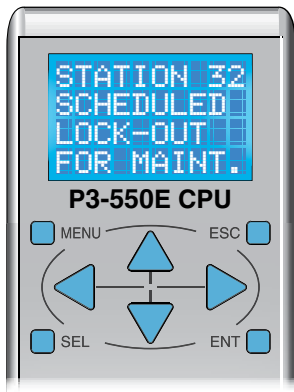 STATION 32
SCHEDULED
LOCK-OUT
FOR MAINT.
P3-550E CPU
MENU ESC
SEL ENT